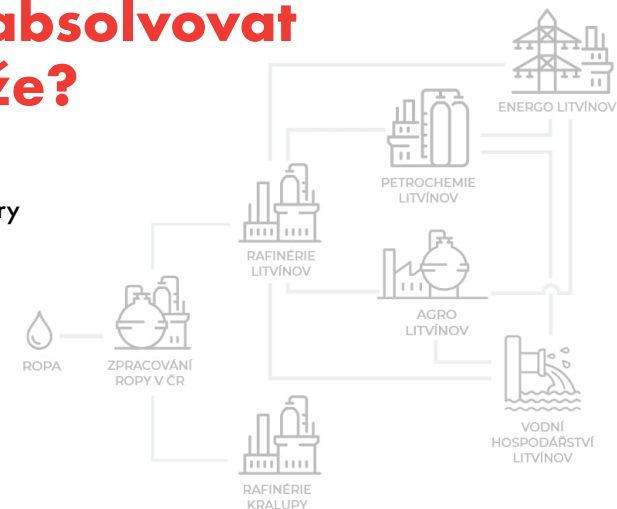 absolvovat
že?
ry
ENERGO LITVÍNOV
PETROCHEMIE
LITVÍNOV
RAFINÉRIE
LITVÍNOV
AGRO
LITVÍNOV
ROPA
ZPRACOVÁNÍ
ROPY V ČR
VODNÍ
HOSPODÁŘSTVÍ
LITVÍNOV
RAFINÉRIE
KRALUPY